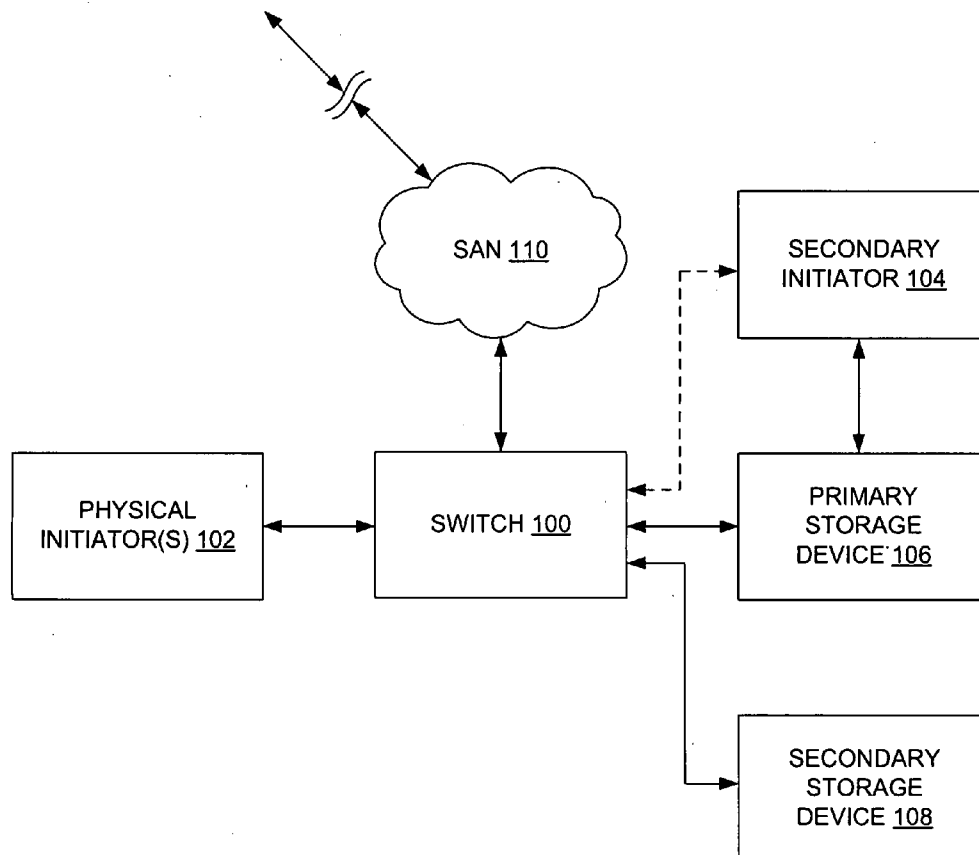 SAN 110
SECONDARY
INITIATOR 104
PHYSICAL
INITIATOR(S) 102
SWITCH 100
PRIMARY
STORAGE
DEVICE 106
SECONDARY
STORAGE
DEVICE 108